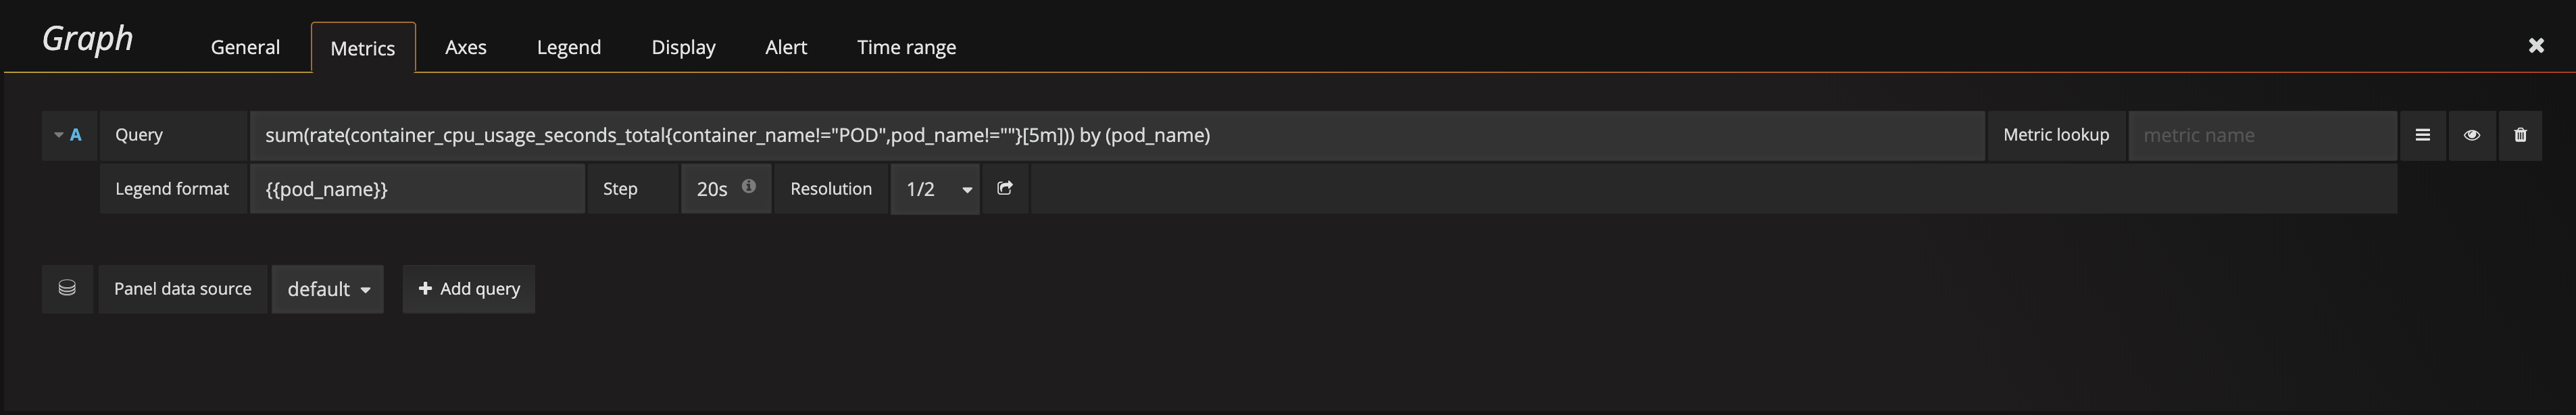 Graph General Metrics Axes Legend Display Alert Time range
A Query sum(rate(container_cpu_usage_seconds_total{container_name!="POD",pod_name!=""}[5m])) by (pod_name) Metric lookup metric name
Legend format {{pod_name}} Step 20s Resolution 1/2
Panel data source default Add query